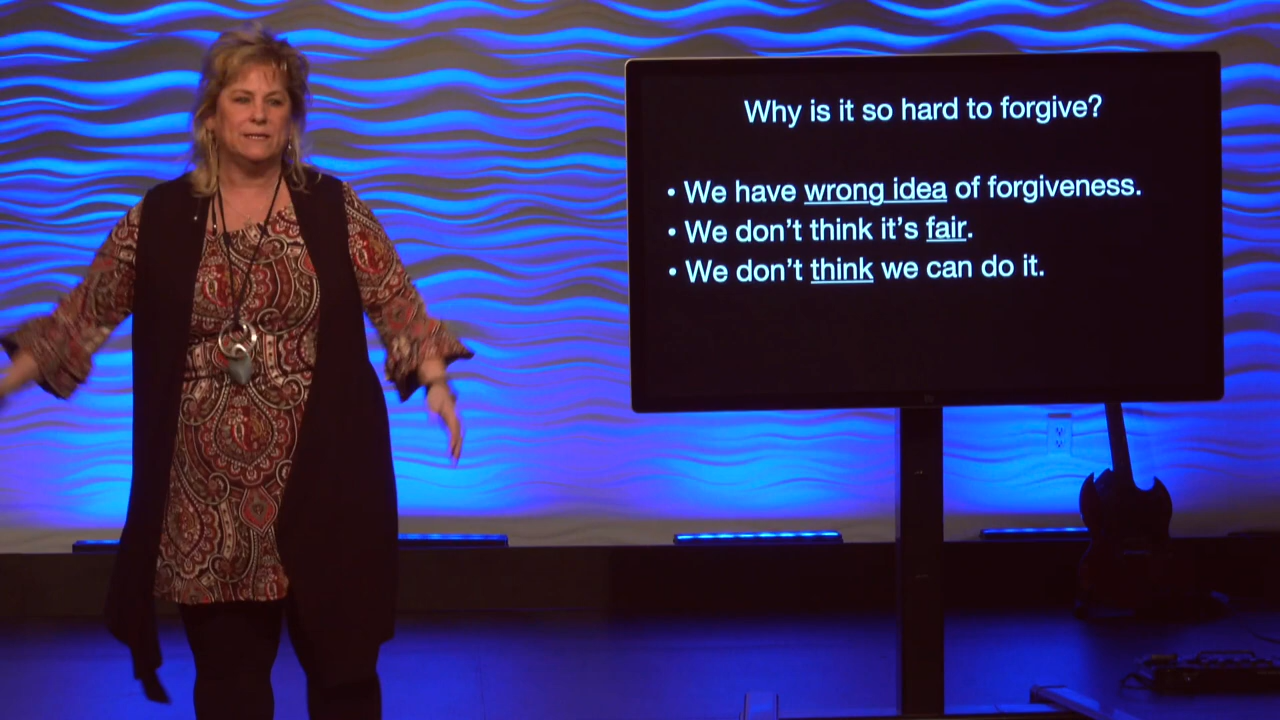 Why is it so hard to forgive?
• We have wrong idea of forgiveness.
• We don't think it's fair.
• We don't think we can do it.